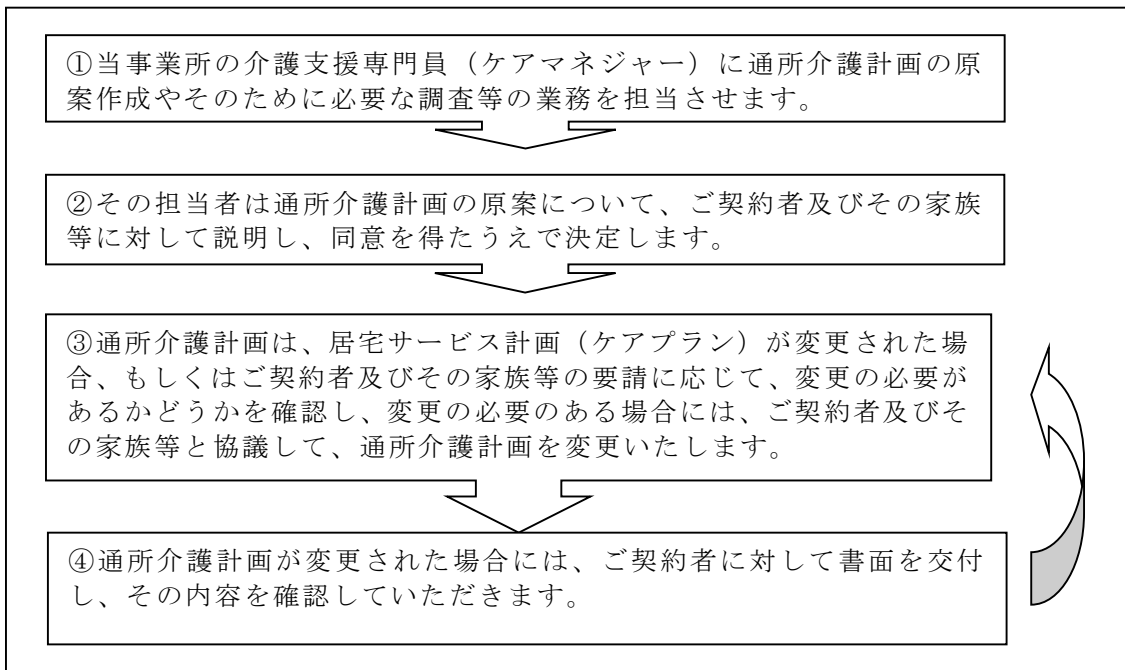 ①当事業所の介護支援専門員（ケアマネジャー）に通所介護計画の原
案作成やそのために必要な調査等の業務を担当させます。
②その担当者は通所介護計画の原案について、ご契約者及びその家族
等に対して説明し、同意を得たうえで決定します。
③通所介護計画は、居宅サービス計画（ケアプラン）が変更された場
合、もしくはご契約者及びその家族等の要請に応じて、変更の必要が
あるかどうかを確認し、変更の必要のある場合には、ご契約者及びそ
の家族等と協議して、通所介護計画を変更いたします。
④通所介護計画が変更された場合には、ご契約者に対して書面を交付
し、その内容を確認していただきます。